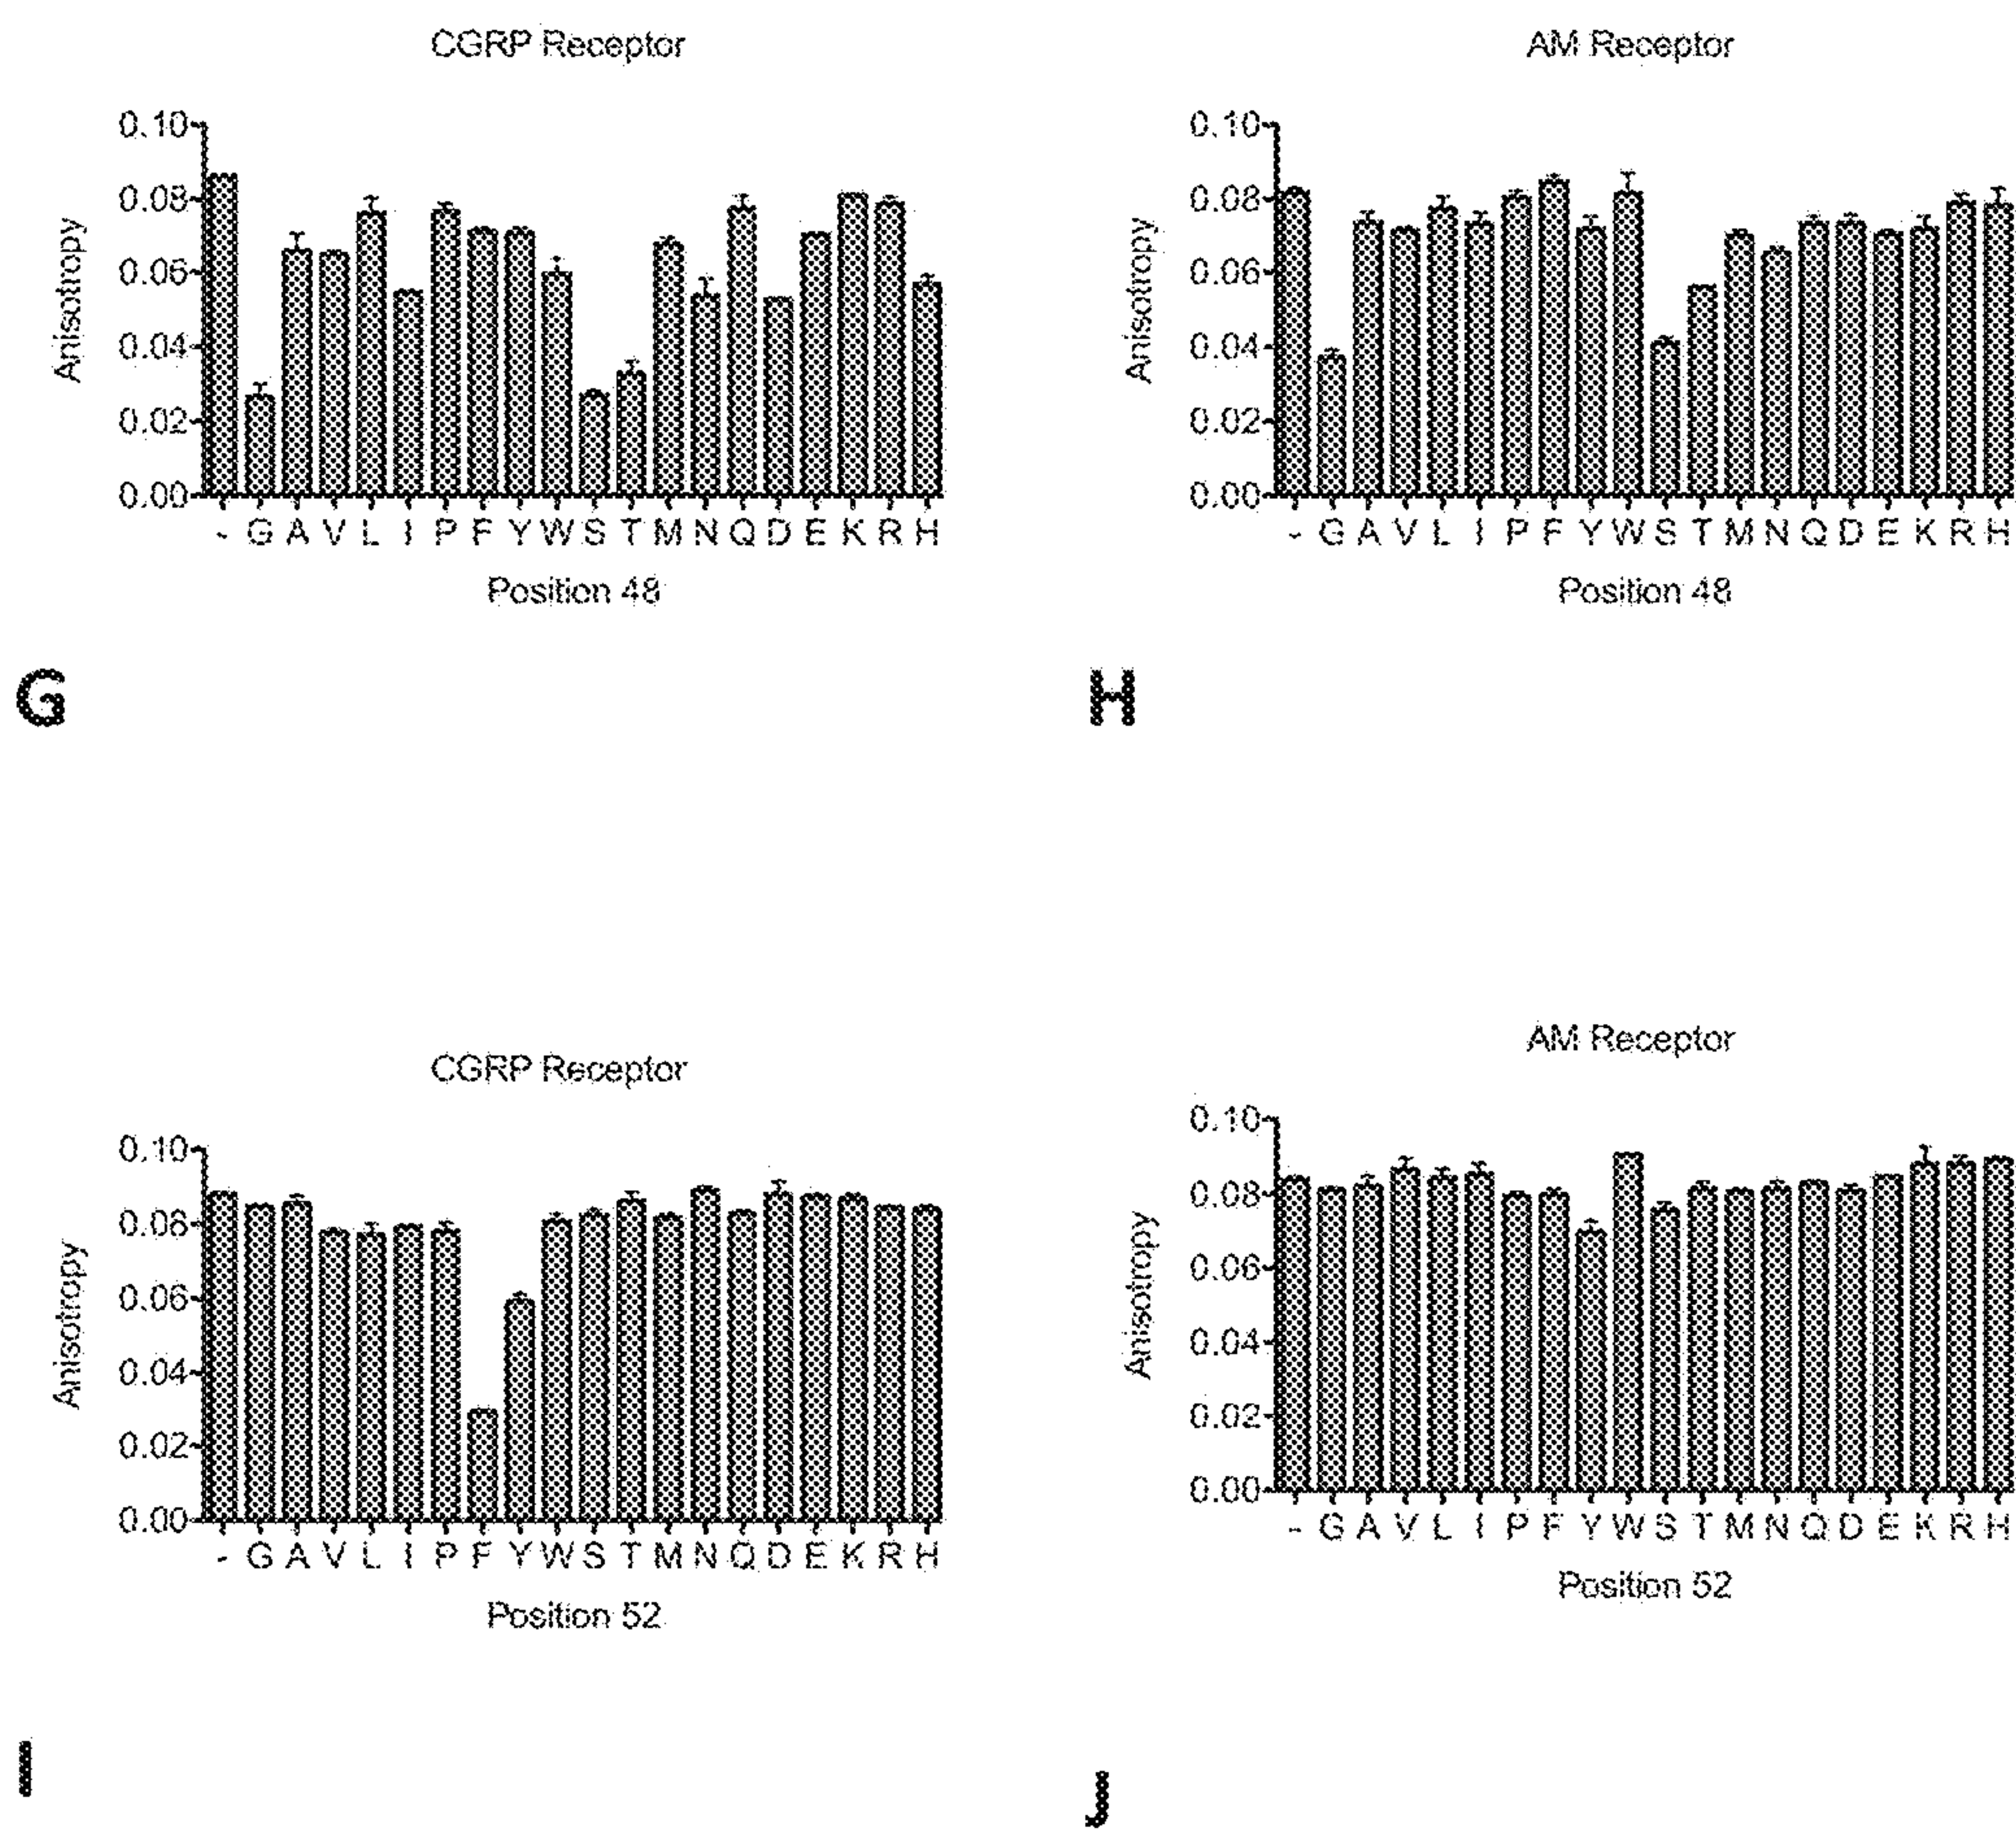 CGRP Receptor
Anisotropy
0.10
0.08
0.06
0.04
0.02
0.00
- G A V L I P F Y W S T M N Q D E K R H
Position 48
G
AM Receptor
Anisotropy
0.10
0.08
0.06
0.04
0.02
0.00
- G A V L I P F Y W S T M N Q D E K R H
Position 48
H
CGRP Receptor
Anisotropy
0.10
0.08
0.06
0.04
0.02
0.00
- G A V L I P F Y W S T M N Q D E K R H
Position 52
I
AM Receptor
Anisotropy
0.10
0.08
0.06
0.04
0.02
0.00
- G A V L I P F Y W S T M N Q D E K R H
Position 52
J